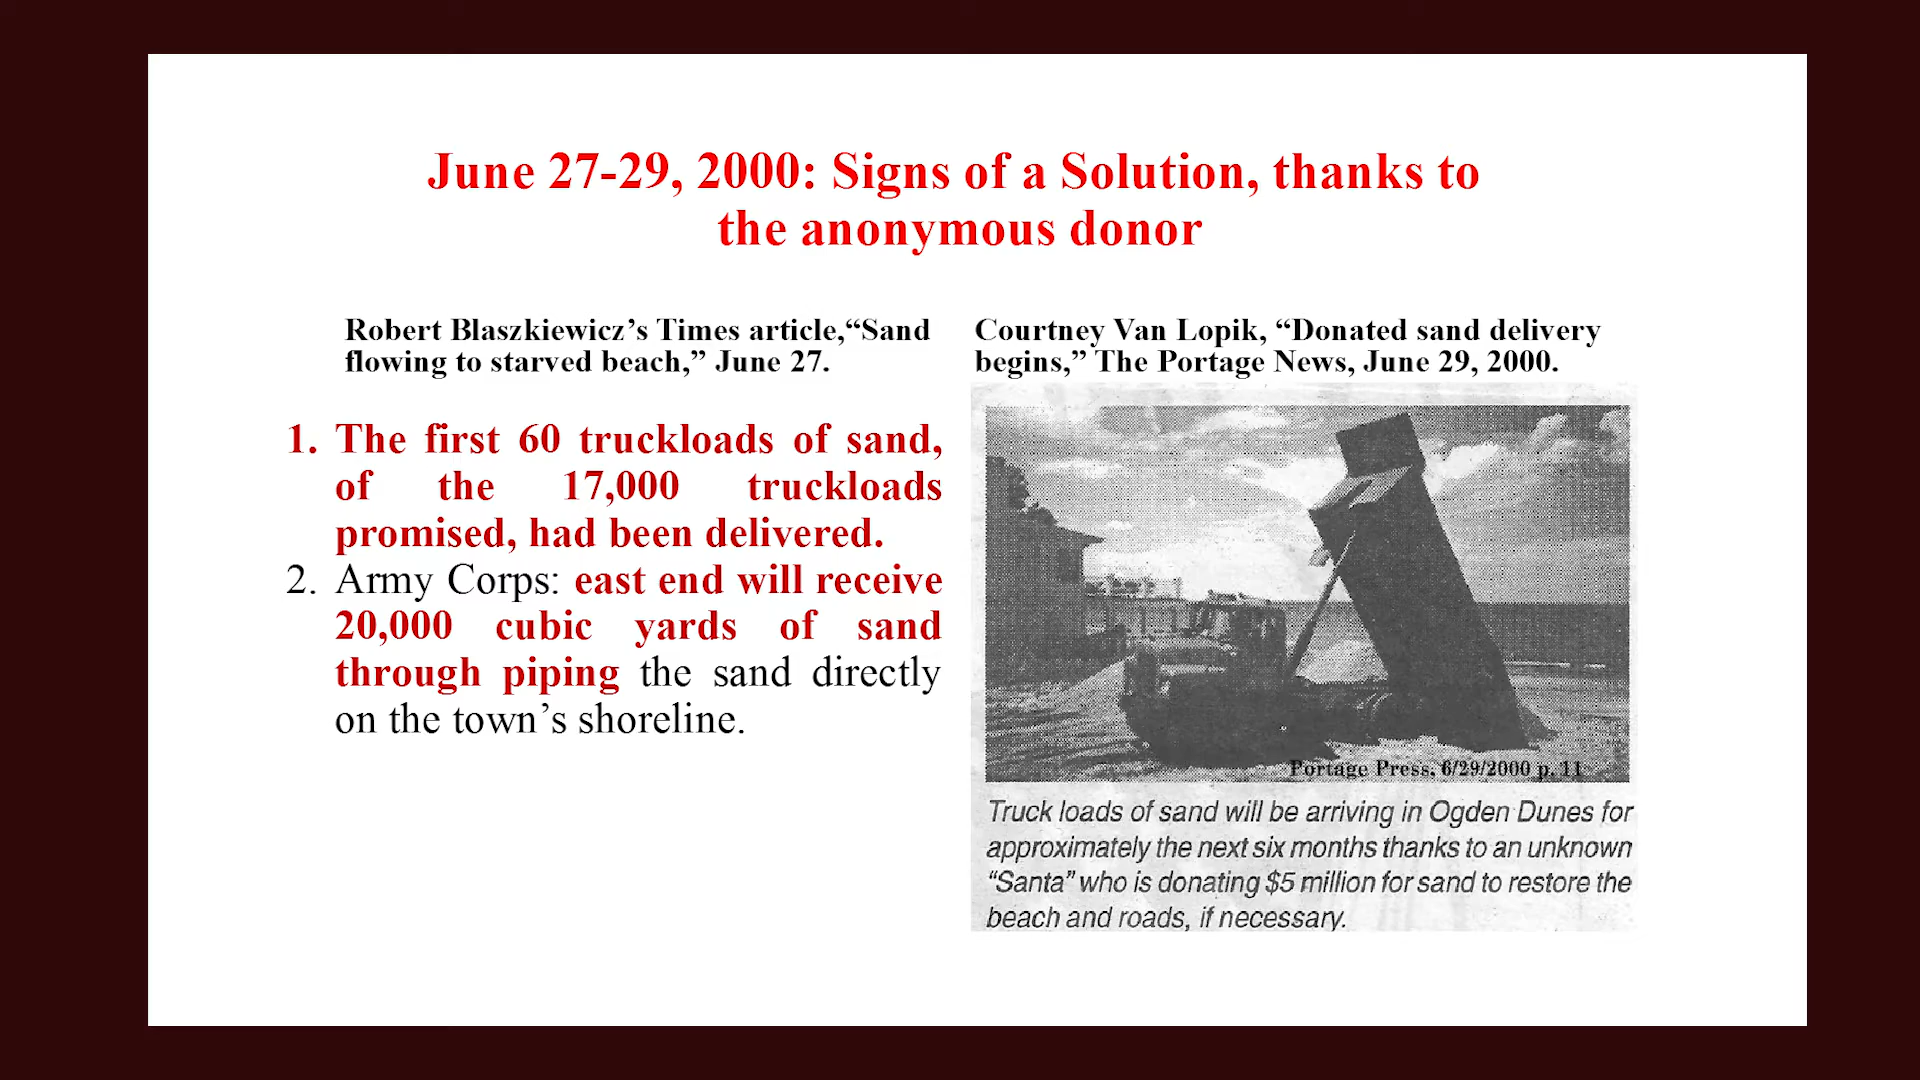 June 27-29, 2000: Signs of a Solution, thanks to
the anonymous donor
Robert Blaszkiewicz’s Times article,“Sand
flowing to starved beach,” June 27.
1. The first 60 truckloads of sand,
of the 17,000 truckloads
promised, had been delivered.
2. Army Corps: east end will receive
20,000 cubic yards of sand
through piping the sand directly
on the town’s shoreline.
Courtney Van Lopik, “Donated sand delivery
begins,” The Portage News, June 29, 2000.
Portage Press, 6/29/2000 p. 11
Truck loads of sand will be arriving in Ogden Dunes for
approximately the next six months thanks to an unknown
“Santa” who is donating $5 million for sand to restore the
beach and roads, if necessary.